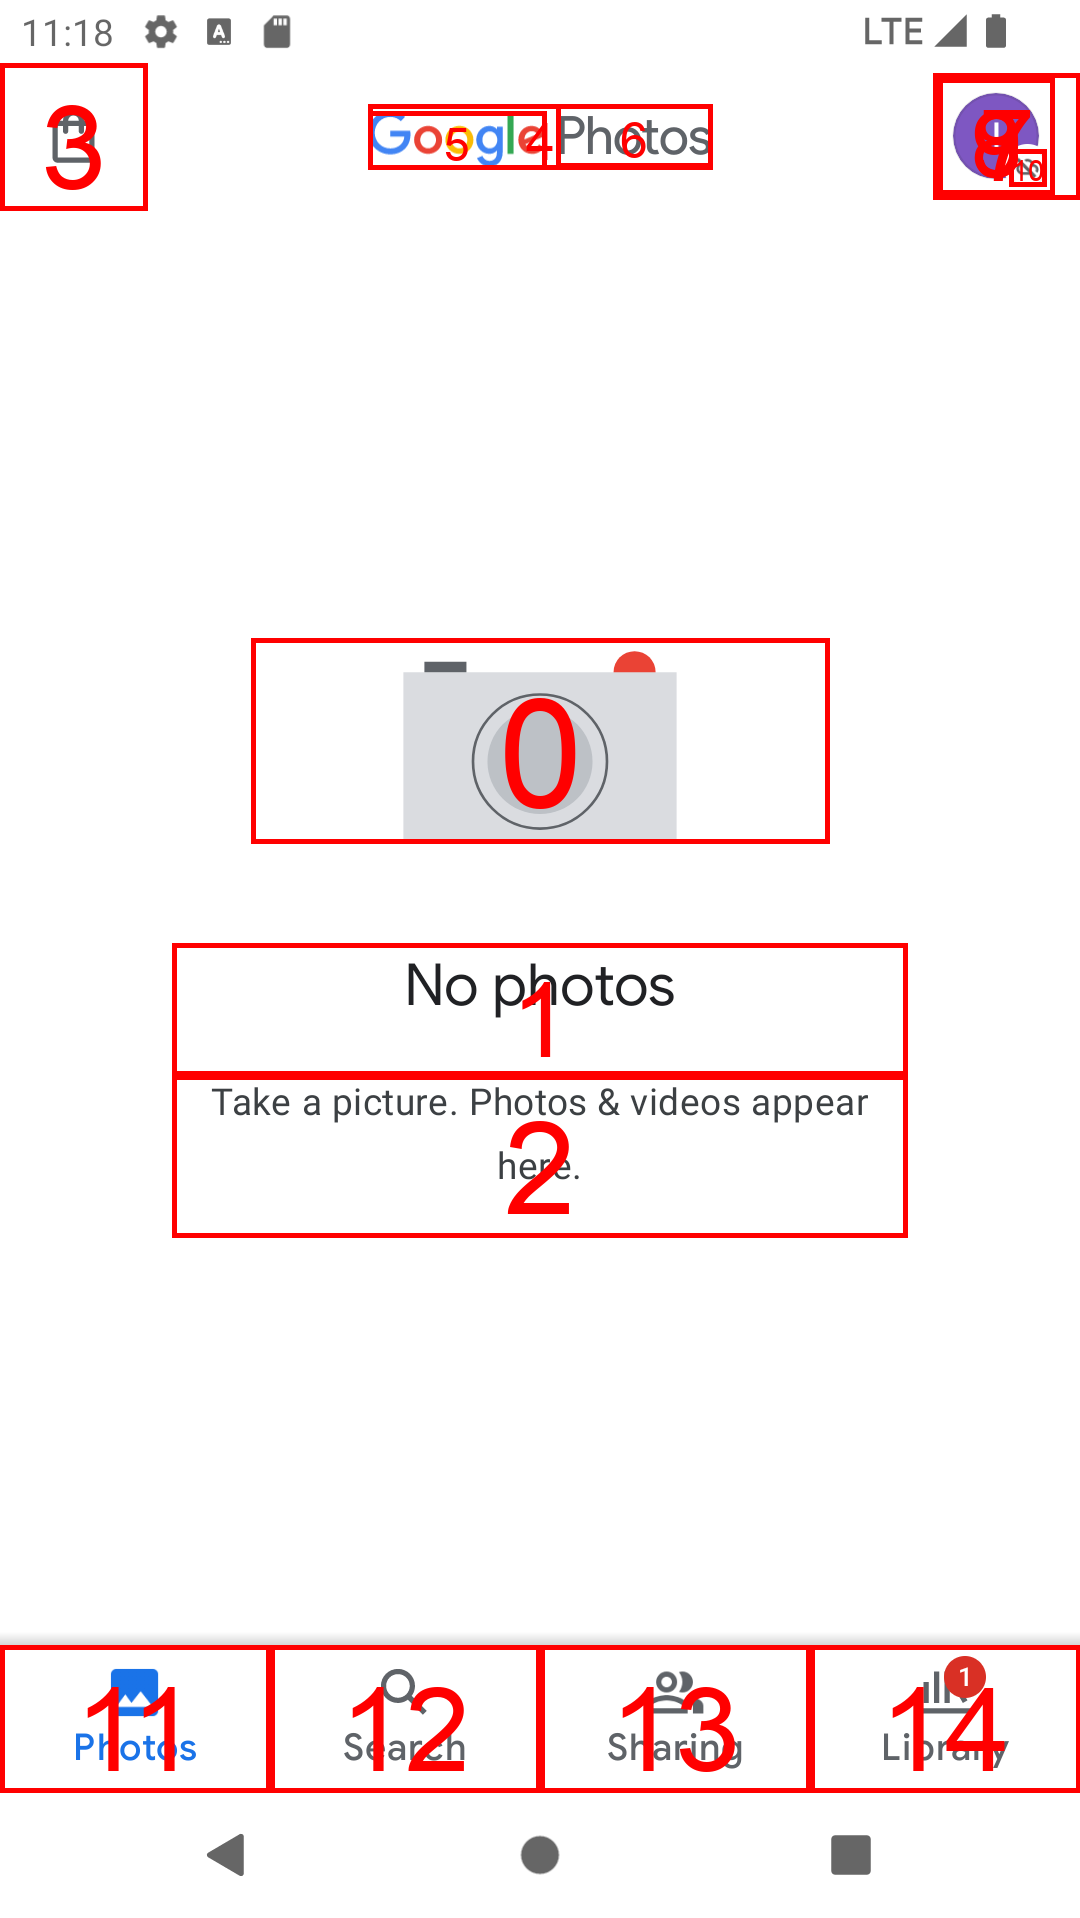 11:18 LTE
3
Google Photos
5 4 6
8 7 10
0
No photos
1
Take a picture. Photos & videos appear
here.
2
1
Photos Search Sharing Library
11 12 13 14